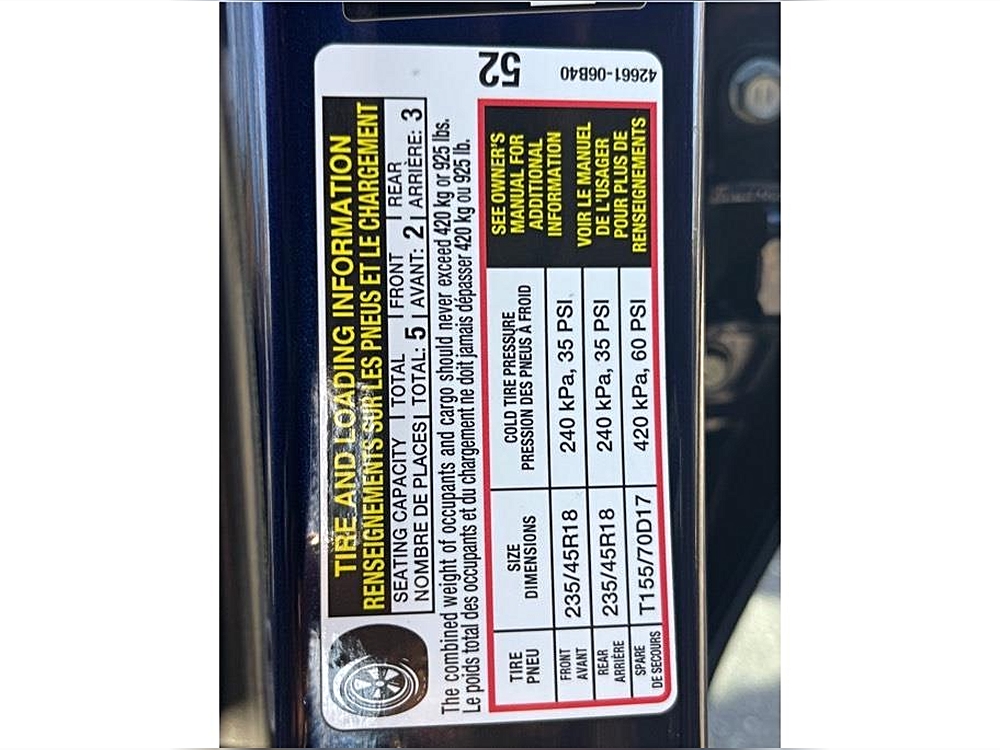 TIRE AND LOADING INFORMATION
RENSEIGNEMENTS SUR LES PNEUS ET LE CHARGEMENT
SEATING CAPACITY | TOTAL | FRONT | REAR
NOMBRE DE PLACES | TOTAL: 5 | AVANT: 2 | ARRIÈRE: 3
The combined weight of occupants and cargo should never exceed 420 kg or 925 lbs.
Le poids total des occupants et du chargement ne doit jamais dépasser 420 kg ou 925 lb.
TIRE PNEU | SIZE DIMENSIONS | COLD TIRE PRESSURE PRESSION DES PNEUS À FROID
FRONT AVANT | 235/45R18 | 240 kPa, 35 PSI
REAR ARRIÈRE | 235/45R18 | 240 kPa, 35 PSI
SPARE DE SECOURS | T155/70D17 | 420 kPa, 60 PSI
SEE OWNER'S
MANUAL FOR
ADDITIONAL
INFORMATION
VOIR LE MANUEL
DE L'USAGER
POUR PLUS DE
RENSEIGNEMENTS
52
42661-06B40